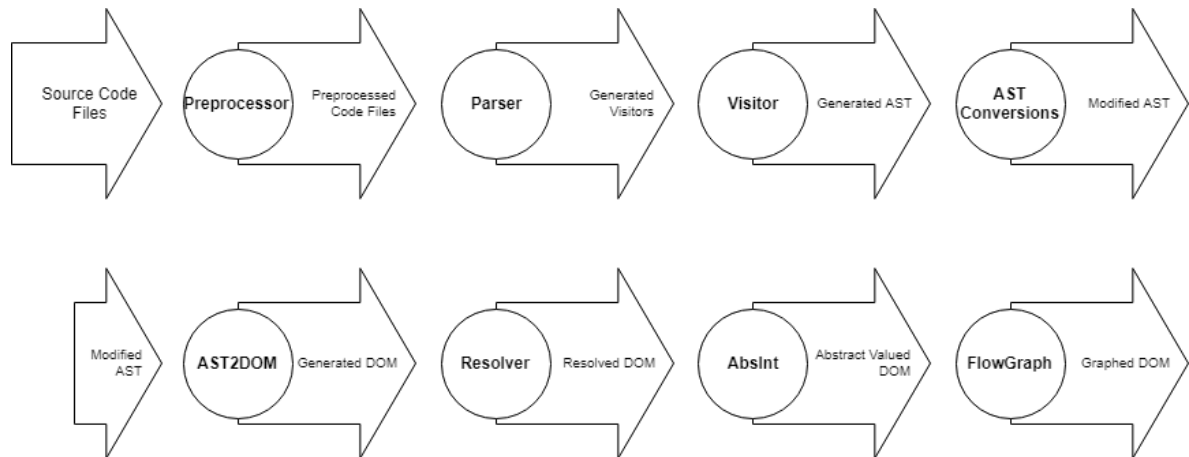 Source Code
Files
Preprocessor
Preprocessed
Code Files
Parser
Generated
Visitors
Visitor
Generated AST
AST
Conversions
Modified AST
Modified
AST
AST2DOM
Generated DOM
Resolver
Resolved DOM
AbsInt
Abstract Valued
DOM
FlowGraph
Graphed DOM